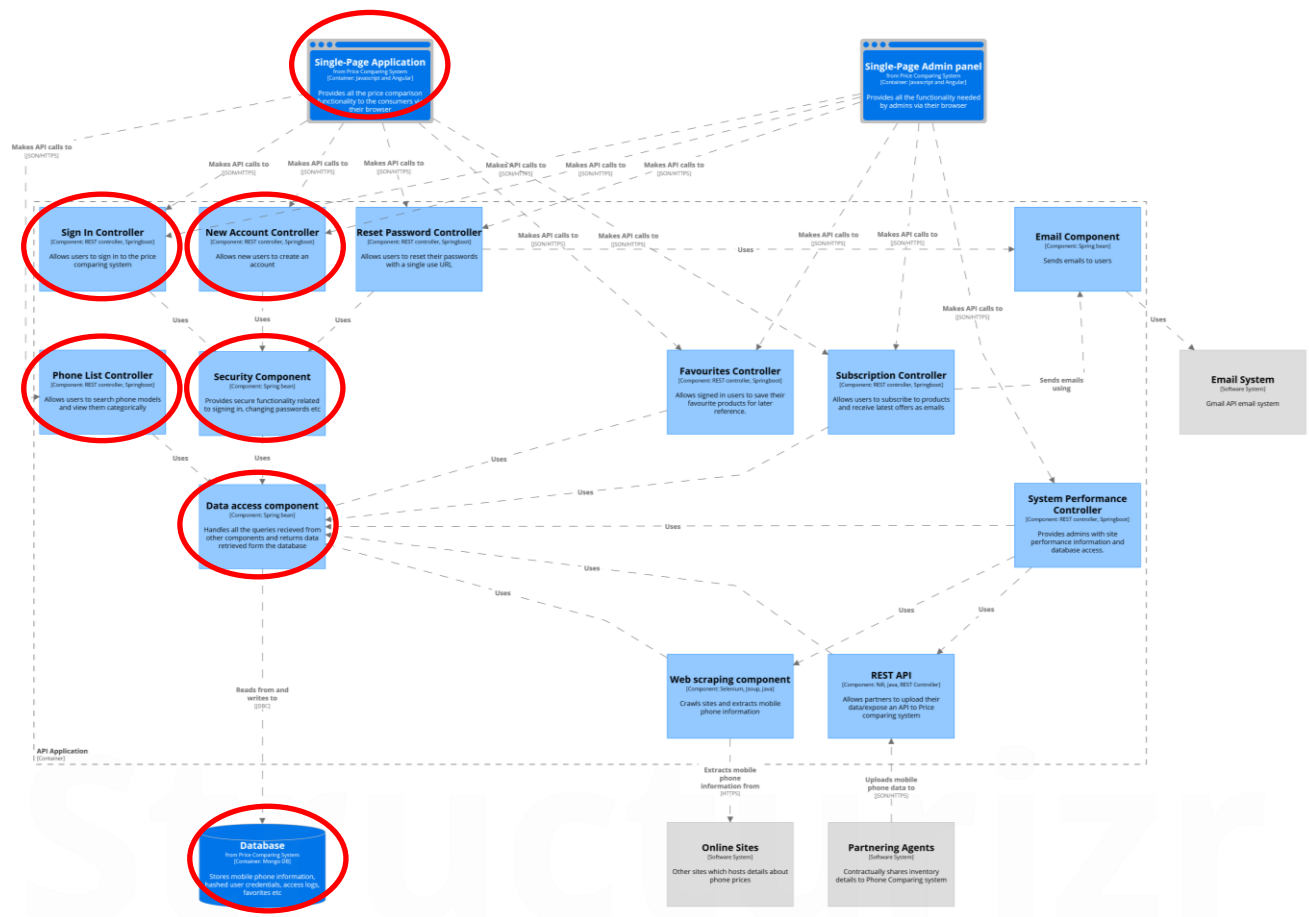 Single-Page Application
from Price Comparing System
[Container: Javascript and Angular]
Provides all the price comparison
functionality to the consumers via
their browser
Single-Page Admin panel
from Price Comparing System
[Container: Javascript and Angular]
Provides all the functionality needed
by admins via their browser
Makes API calls to
[JSON/HTTPS]
Makes API calls to
[JSON/HTTPS]
Makes API calls to
[JSON/HTTPS]
Makes API calls to
[JSON/HTTPS]
Makes API calls to
[JSON/HTTPS]
Makes API calls to
[JSON/HTTPS]
Makes API calls to
[JSON/HTTPS]
Sign In Controller
[Component: REST controller, Springboot]
Allows users to sign in to the price
comparing system
New Account Controller
[Component: REST controller, Springboot]
Allows new users to create an
account
Reset Password Controller
[Component: REST controller, Springboot]
Allows users to reset their passwords
with a single use URL
Makes API calls to
[JSON/HTTPS]
Makes API calls to
[JSON/HTTPS]
Uses
Makes API calls to
[JSON/HTTPS]
Makes API calls to
[JSON/HTTPS]
Email Component
[Component: Spring bean]
Sends emails to users
Makes API calls to
[JSON/HTTPS]
Uses
Uses
Uses
Uses
Phone List Controller
[Component: REST controller, Springboot]
Allows users to search phone models
and view them categorically
Security Component
[Component: Spring bean]
Provides secure functionality related
to signing in, changing passwords etc
Favourites Controller
[Component: REST controller, Springboot]
Allows signed in users to save their
favourite products for later
reference.
Subscription Controller
[Component: REST controller, Springboot]
Allows users to subscribe to products
and receive latest offers as emails
Sends emails
using
Email System
[Software System]
Gmail API email system
Uses
Uses
Uses
Uses
Data access component
[Component: Spring bean]
Handles all the queries recieved from
other components and returns data
retrieved form the database
Uses
System Performance
Controller
[Component: REST controller, Springboot]
Provides admins with site
performance information and
database access.
Uses
Uses
Uses
Uses
Web scraping component
[Component: Selenium, Jsoup, Java]
Crawls sites and extracts mobile
phone information
REST API
[Component: Nifi, Java, REST Controller]
Allows partners to upload their
data/expose an API to Price
comparing system
Reads from and
writes to
[JDBC]
API Application
[Container]
Extracts mobile
phone
information from
[HTTPS]
Uploads mobile
phone data to
[JSON/HTTPS]
Database
from Price Comparing System
[Container: Mongo DB]
Stores mobile phone information,
hashed user credentials, access logs,
favorites etc
Online Sites
[Software System]
Other sites which hosts details about
phone prices
Partnering Agents
[Software System]
Contractually shares inventory
details to Phone Comparing system
Structurizr